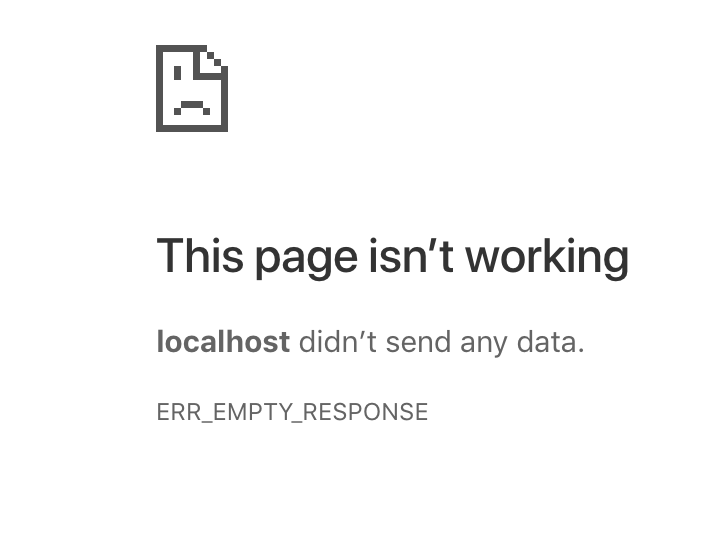 This page isn’t working
localhost didn’t send any data.
ERR_EMPTY_RESPONSE